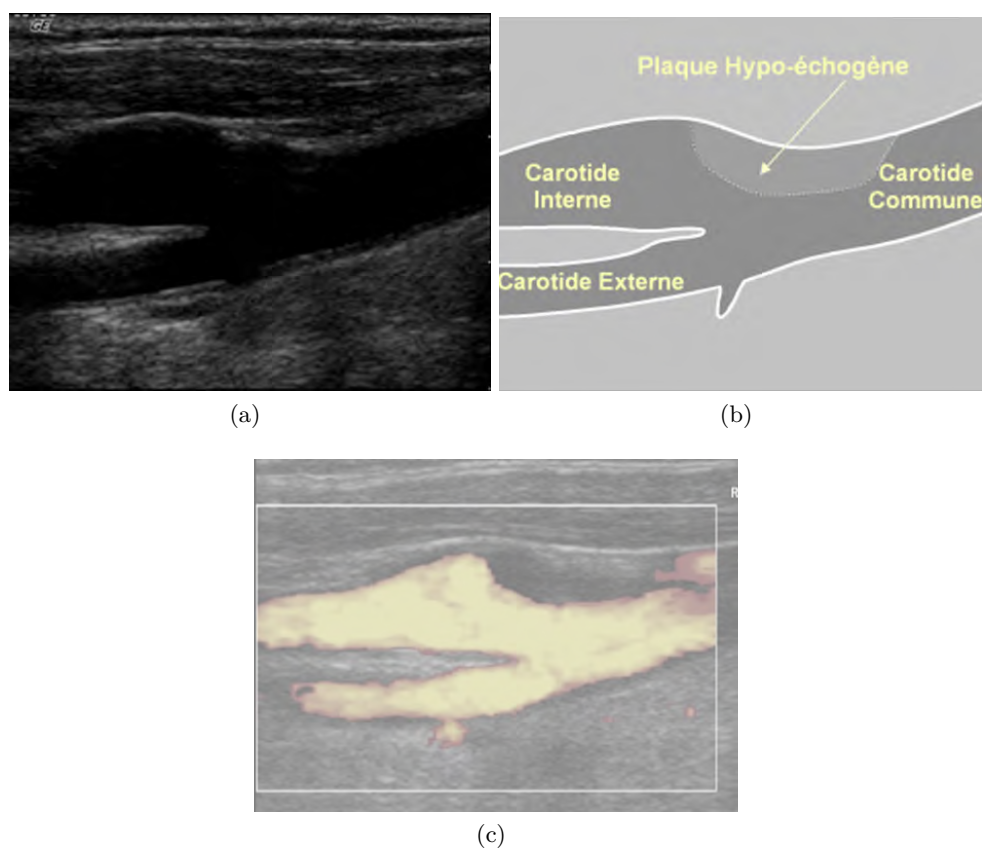 GE
Plaque Hypo-échogène
Carotide
Interne
Carotide
Commune
Carotide Externe
(a)
(b)
R
(c)